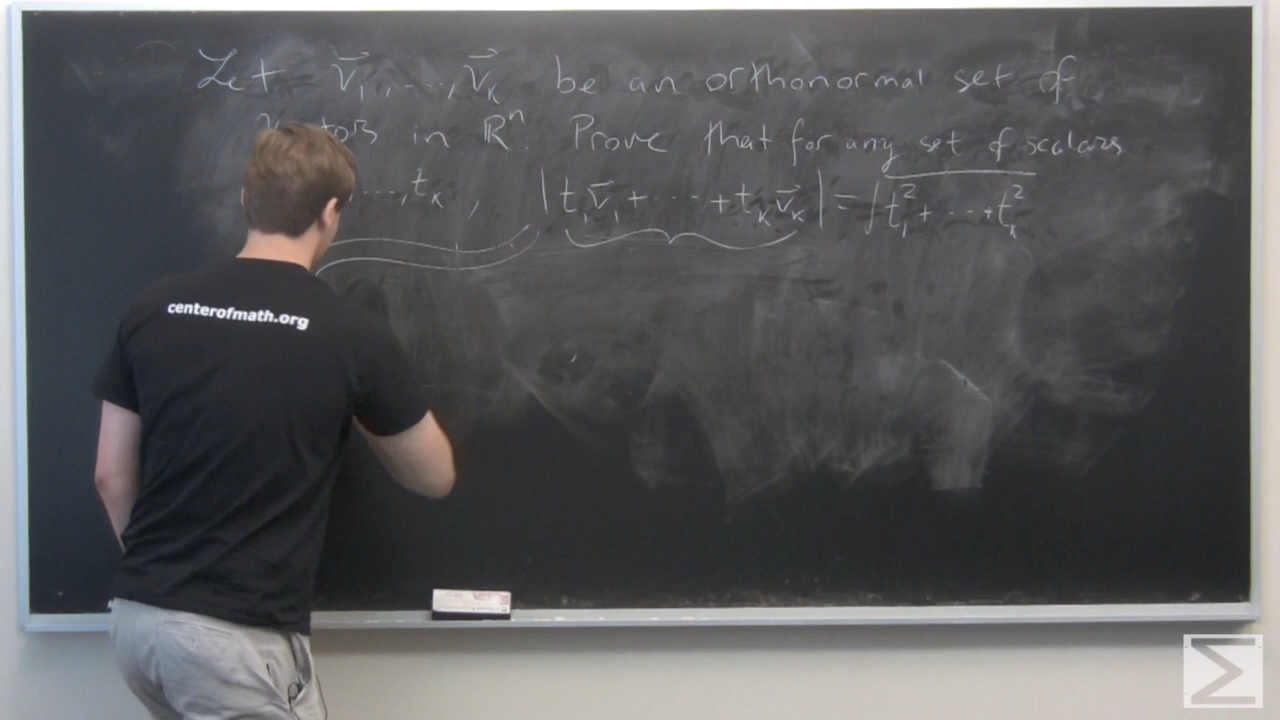 Let v⃗₁,...,v⃗ₖ be an orthonormal set of
in ℝⁿ. Prove that for any set of scalars
...,tₖ, |t₁v⃗₁+···+tₖv⃗ₖ|=√t₁²+···+tₖ²
centerofmath.org
Σ